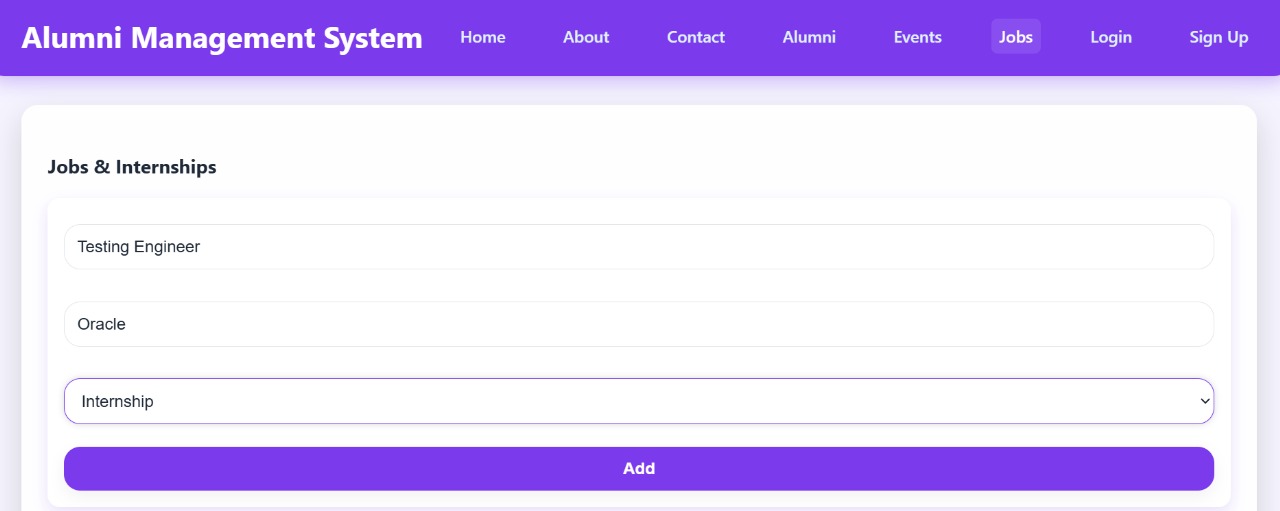 Alumni Management System Home About Contact Alumni Events Jobs Login Sign Up
Jobs & Internships
Testing Engineer
Oracle
Internship
Add